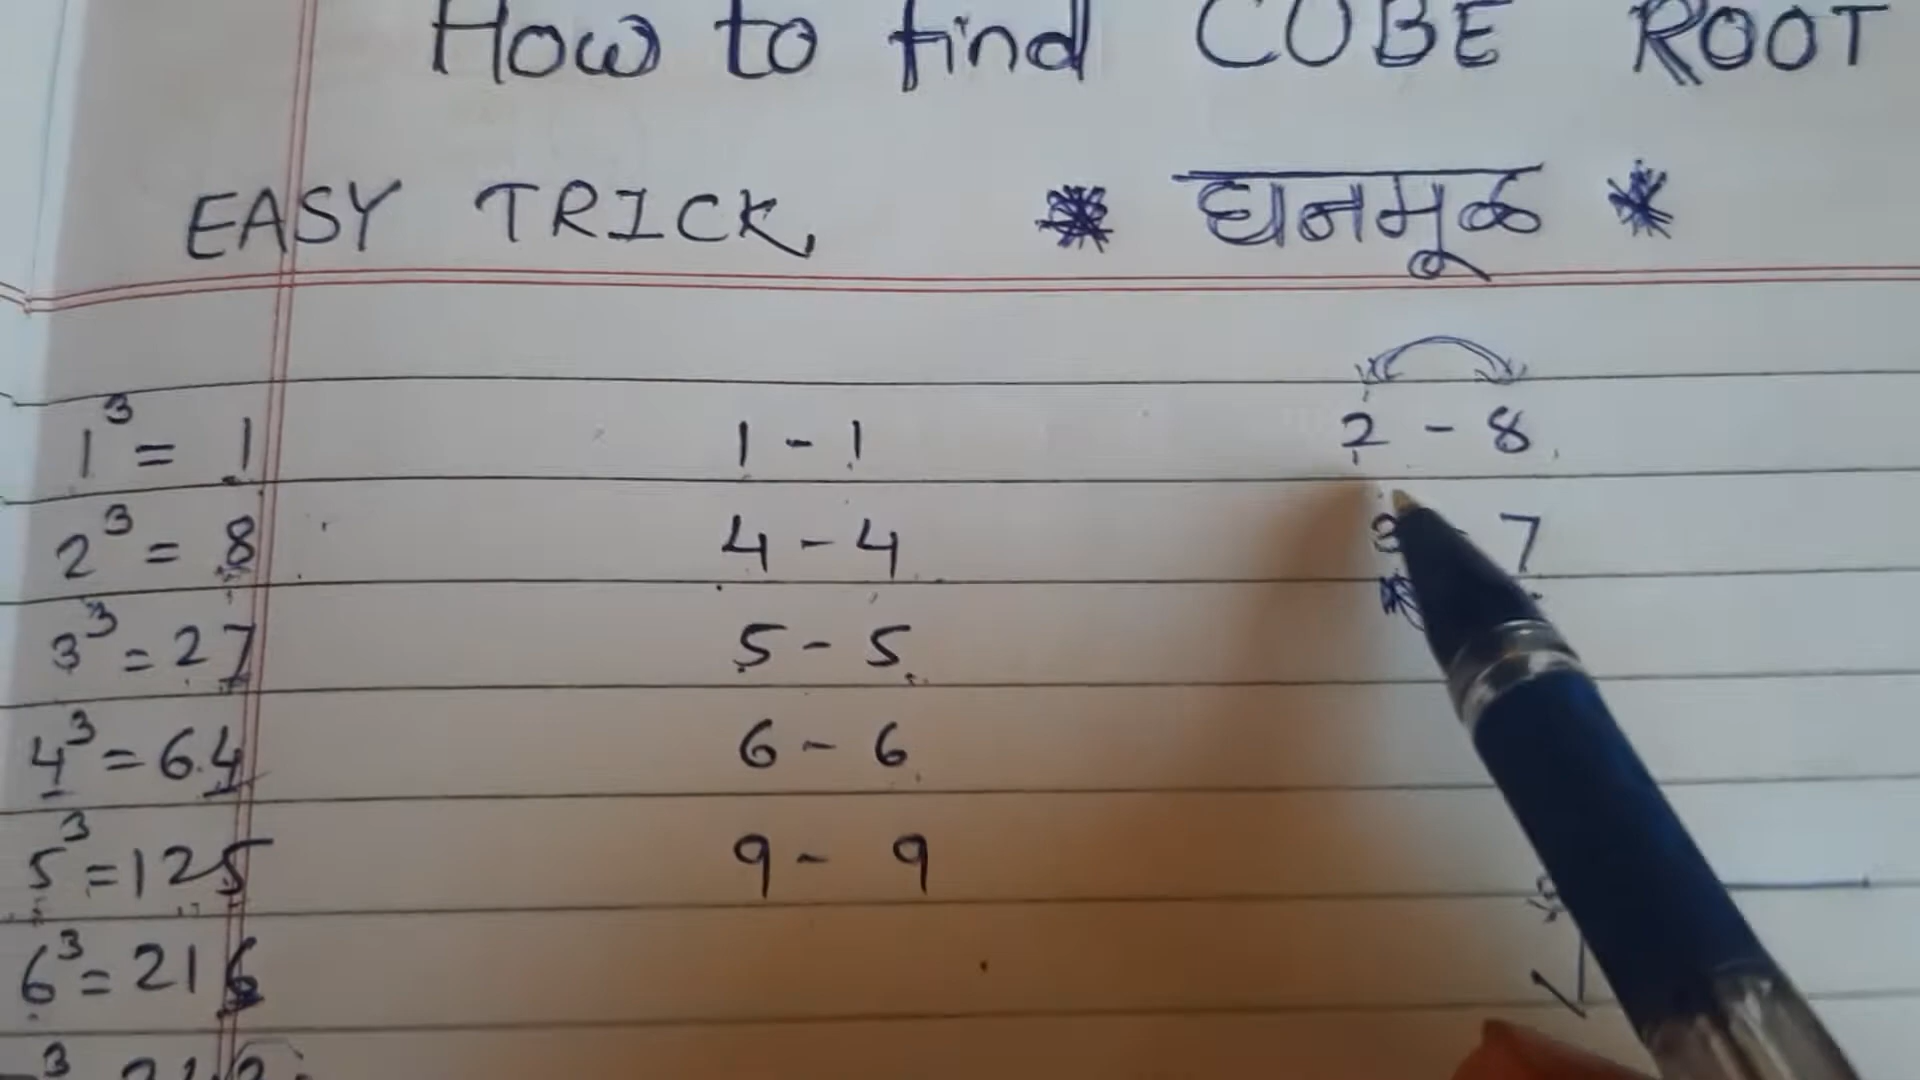 How to find CUBE ROOT
EASY TRICK, * घनमूळ *
1³ = 1 1 - 1 2 - 8
2³ = 8 4 - 4 3 7
3³ = 27 5 - 5
4³ = 64 6 - 6
5³ = 125 9 - 9
6³ = 216